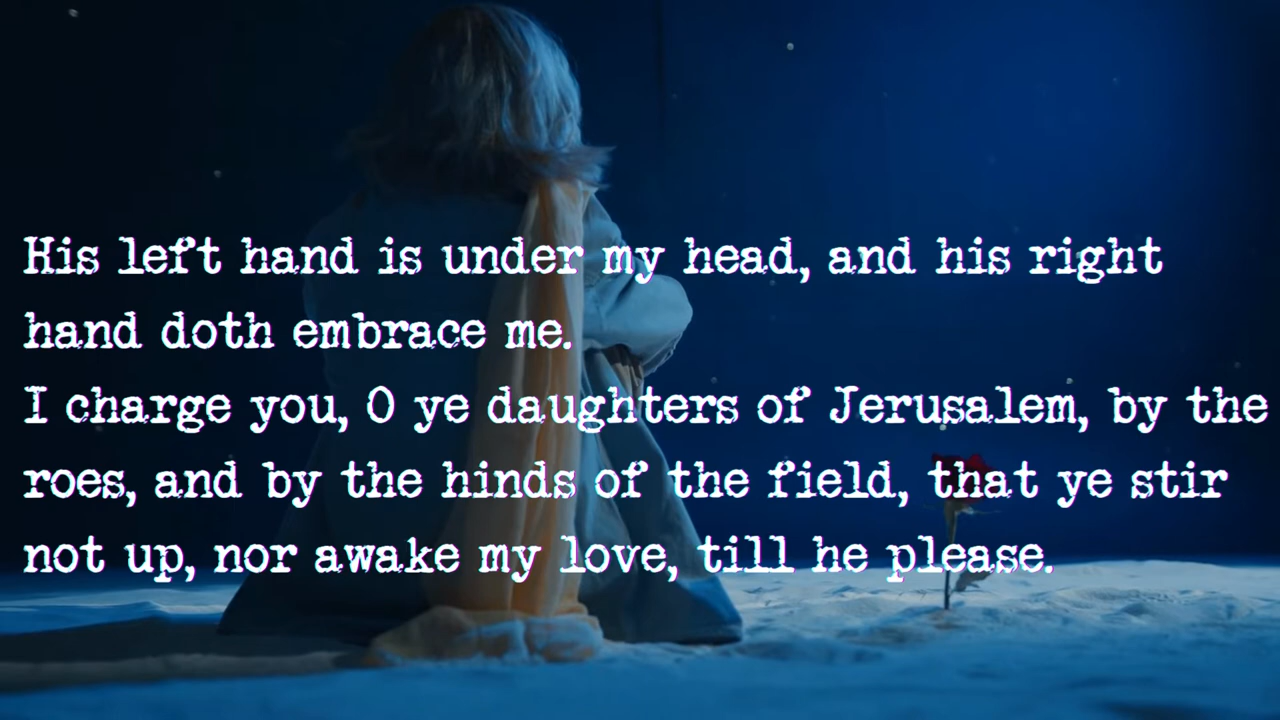 His left hand is under my head, and his right
hand doth embrace me.
I charge you, O ye daughters of Jerusalem, by the
roes, and by the hinds of the field, that ye stir
not up, nor awake my love, till he please.